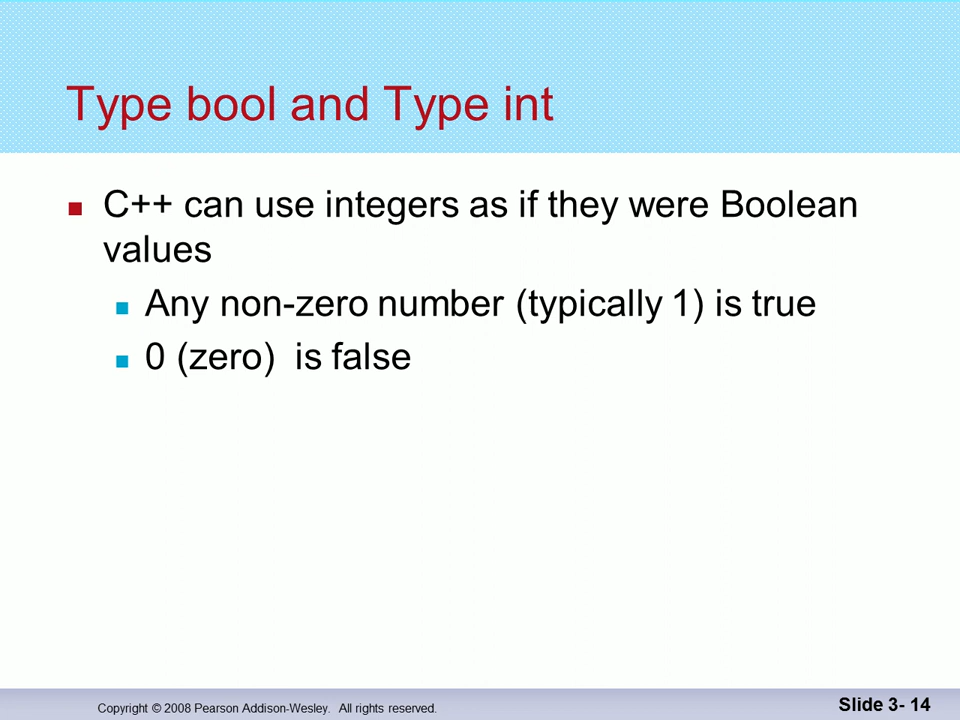 Type bool and Type int
C++ can use integers as if they were Boolean
values
Any non-zero number (typically 1) is true
0 (zero)  is false
Copyright © 2008 Pearson Addison-Wesley.  All rights reserved.
Slide 3- 14